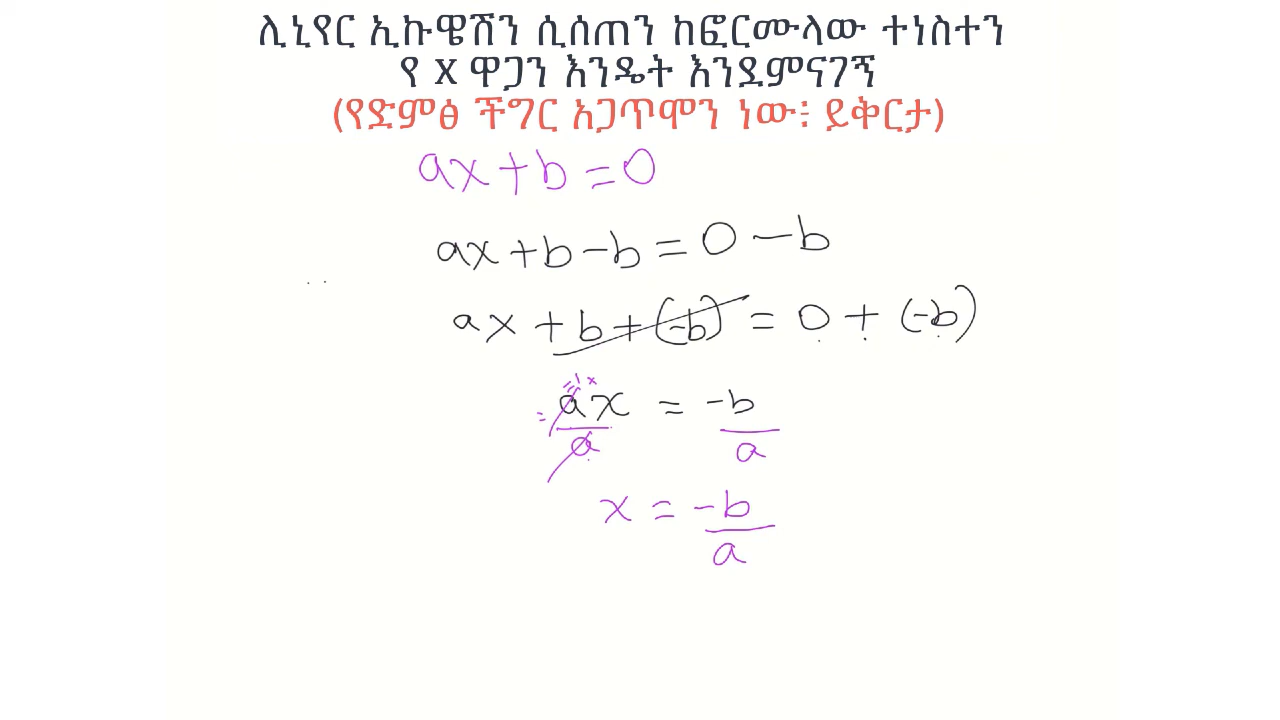 ሊኒየር ኢኩዌሽን ሲሰጠን ከፎርሙላው ተነስተን
የ X ዋጋን እንዴት እንደምናገኝ
(የድምፅ ችግር አጋጥሞን ነው፤ ይቅርታ)
ax + b = 0
ax + b - b = 0 - b
ax + b + (-b) = 0 + (-b)
= 1 x
= ax/a = -b/a
x = -b/a